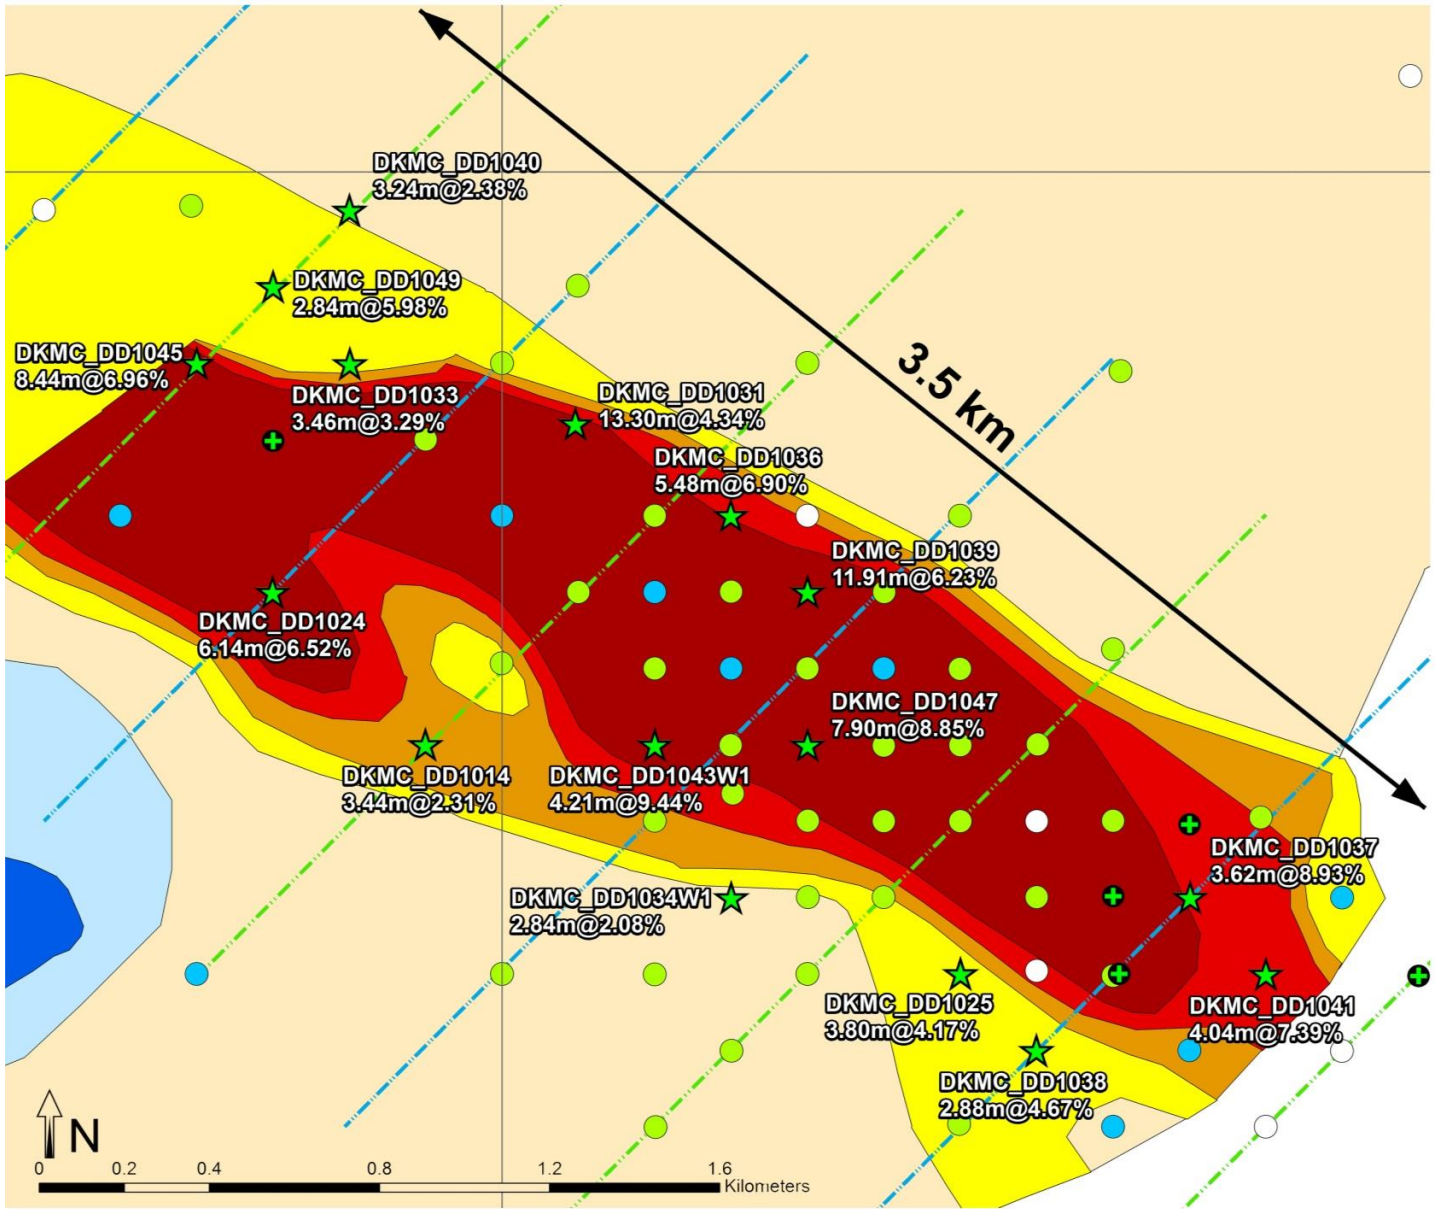 DKMC_DD1040
3.24m@2.38%
DKMC_DD1049
2.84m@5.98%
DKMC_DD1045
8.44m@6.96%
3.5 km
DKMC_DD1033
3.46m@3.29%
DKMC_DD1031
13.30m@4.34%
DKMC_DD1036
5.48m@6.90%
DKMC_DD1039
11.91m@6.23%
DKMC_DD1024
6.14m@6.52%
DKMC_DD1047
7.90m@8.85%
DKMC_DD1014
3.44m@2.31%
DKMC_DD1043W1
4.21m@9.44%
DKMC_DD1037
3.62m@8.93%
DKMC_DD1034W1
2.84m@2.08%
DKMC_DD1025
3.80m@4.17%
DKMC_DD1041
4.04m@7.39%
DKMC_DD1038
2.88m@4.67%
N
0 0.2 0.4 0.8 1.2 1.6
Kilometers